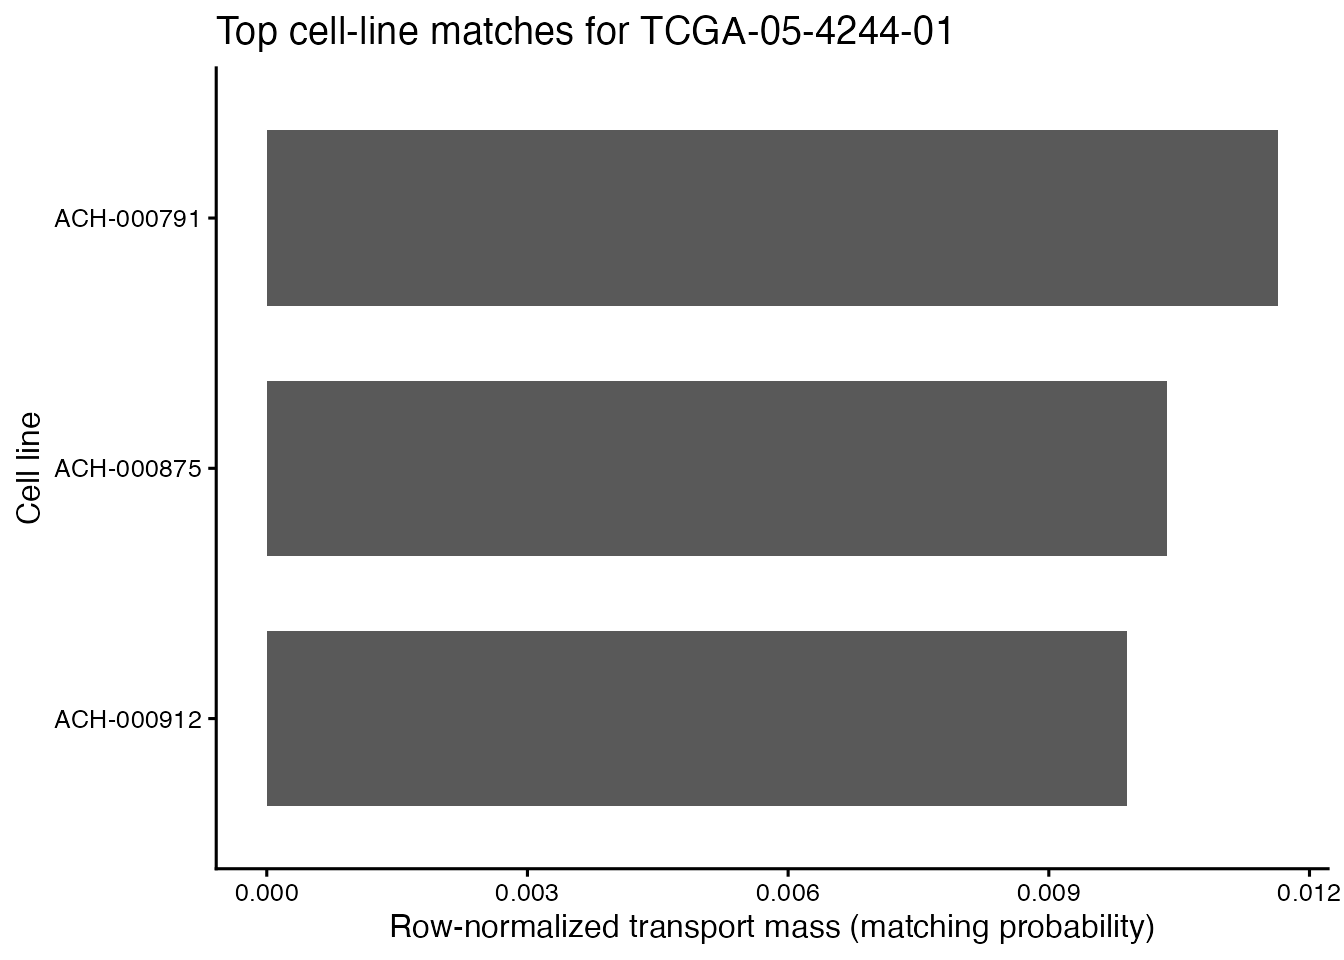 Top cell-line matches for TCGA-05-4244-01
Cell line
ACH-000791
ACH-000875
ACH-000912
0.000 0.003 0.006 0.009 0.012
Row-normalized transport mass (matching probability)